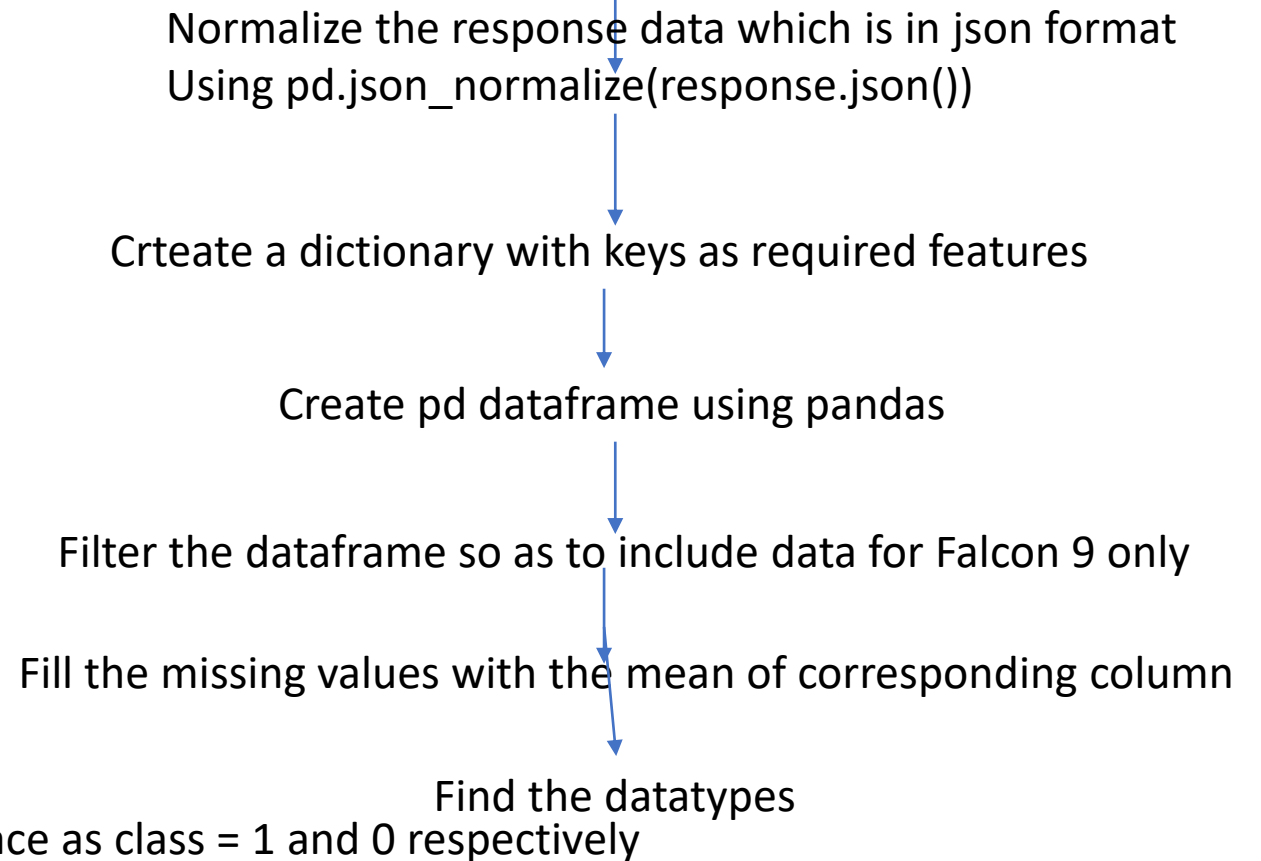 Normalize the response data which is in json format
Using pd.json_normalize(response.json())
Crteate a dictionary with keys as required features
Create pd dataframe using pandas
Filter the dataframe so as to include data for Falcon 9 only
Fill the missing values with the mean of corresponding column
Find the datatypes
as class = 1 and 0 respectively